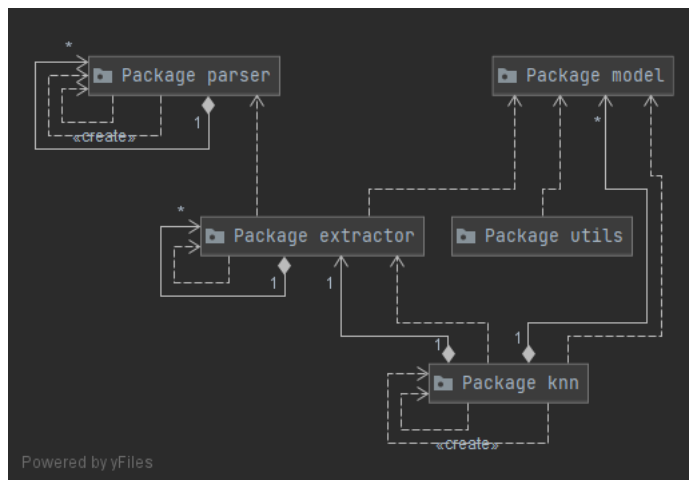 *
Package parser
Package model
1
«create»
*
*
Package extractor
Package utils
1
1
1
1
Package knn
«create»
Powered by yFiles